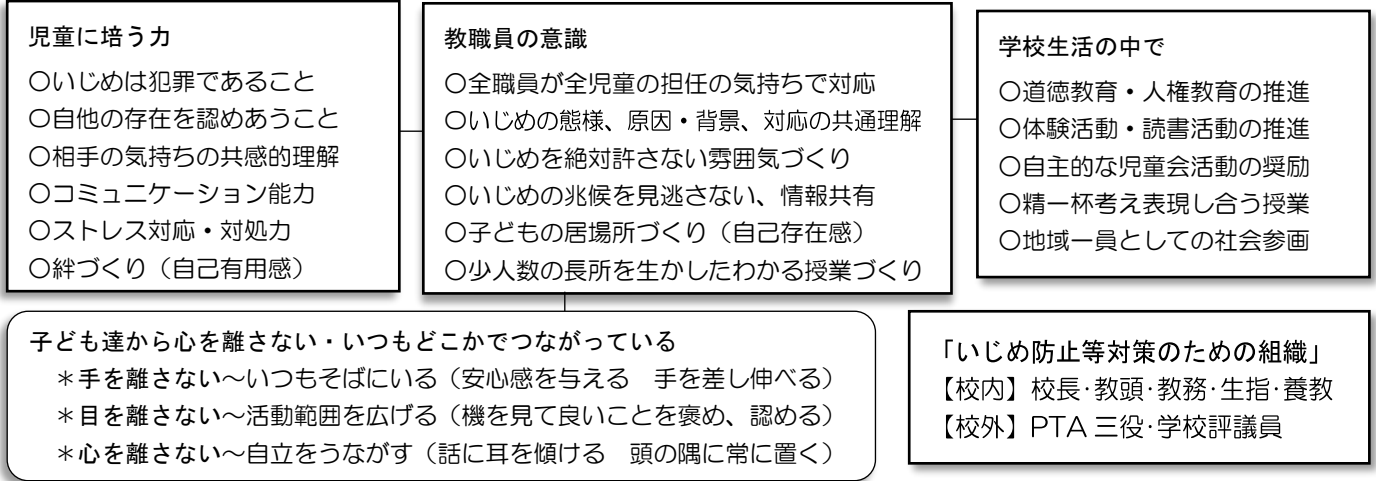 児童に培う力
○いじめは犯罪であること
○自他の存在を認めあうこと
○相手の気持ちの共感的理解
○コミュニケーション能力
○ストレス対応・対処力
○絆づくり（自己有用感）
教職員の意識
○全職員が全児童の担任の気持ちで対応
○いじめの態様、原因・背景、対応の共通理解
○いじめを絶対許さない雰囲気づくり
○いじめの兆候を見逃さない、情報共有
○子どもの居場所づくり（自己存在感）
○少人数の長所を生かしたわかる授業づくり
学校生活の中で
○道徳教育・人権教育の推進
○体験活動・読書活動の推進
○自主的な児童会活動の奨励
○精一杯考え表現し合う授業
○地域一員としての社会参画
子ども達から心を離さない・いつもどこかでつながっている
＊手を離さない～いつもそばにいる（安心感を与える　手を差し伸べる）
＊目を離さない～活動範囲を広げる（機を見て良いことを褒め、認める）
＊心を離さない～自立をうながす（話に耳を傾ける　頭の隅に常に置く）
「いじめ防止等対策のための組織」
【校内】校長･教頭･教務･生指･養教
【校外】PTA 三役･学校評議員